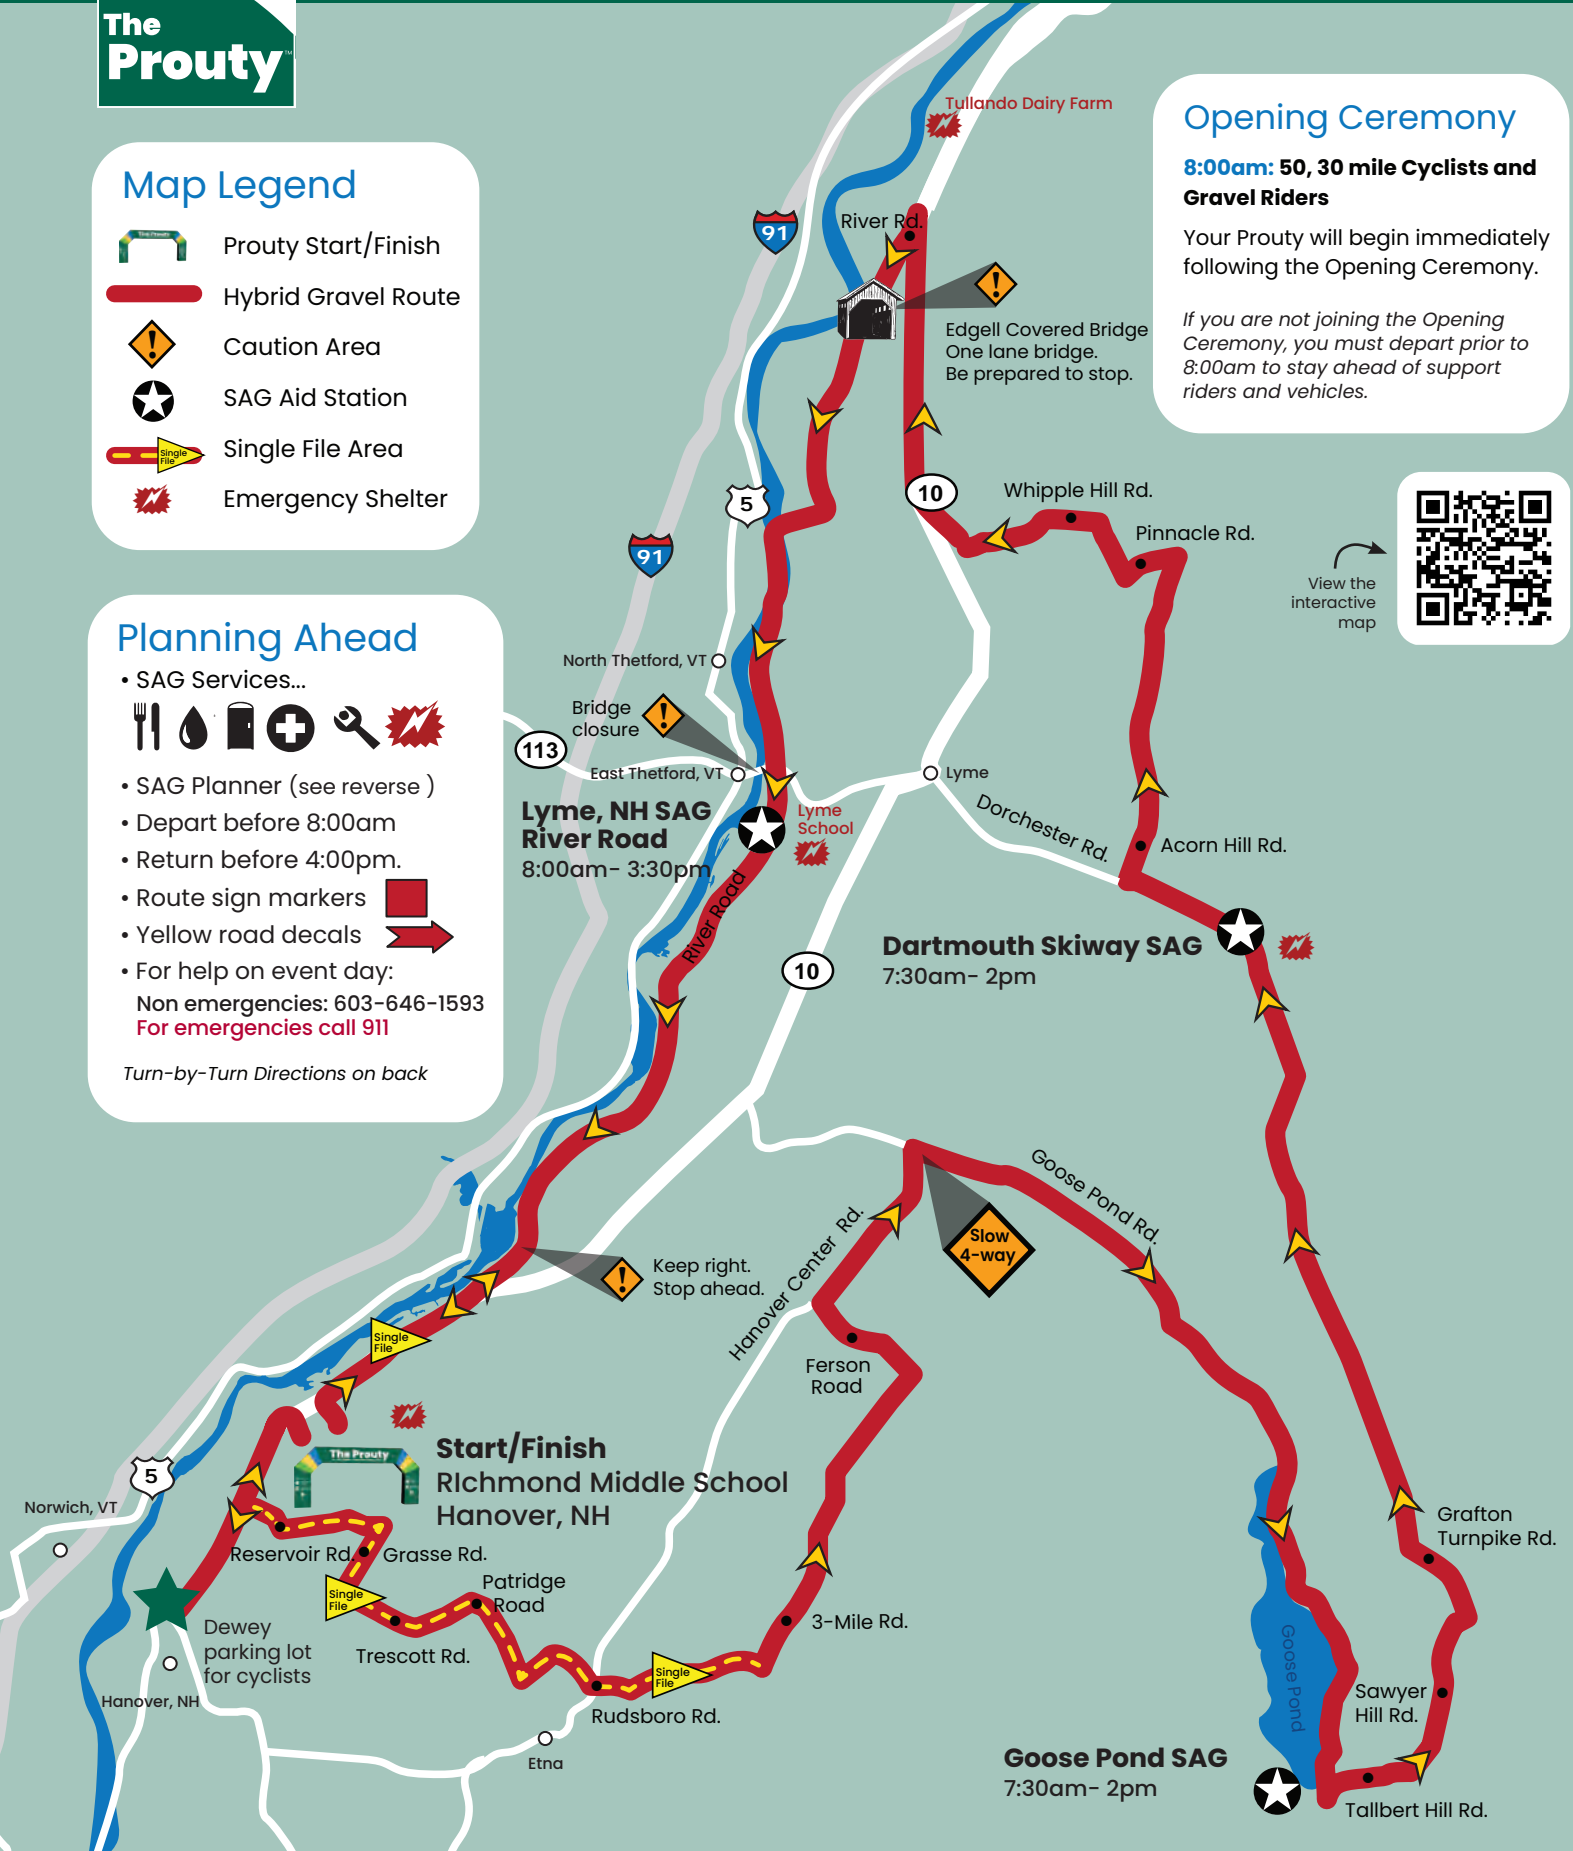 The
Prouty™
Map Legend
The Prouty
Prouty Start/Finish
Hybrid Gravel Route
!
Caution Area
SAG Aid Station
Single
File
Single File Area
Emergency Shelter
Planning Ahead
• SAG Services...
• SAG Planner (see reverse )
• Depart before 8:00am
• Return before 4:00pm.
• Route sign markers
• Yellow road decals
• For help on event day:
Non emergencies: 603-646-1593
For emergencies call 911
Turn-by-Turn Directions on back
Opening Ceremony
8:00am: 50, 30 mile Cyclists and
Gravel Riders
Your Prouty will begin immediately
following the Opening Ceremony.
If you are not joining the Opening
Ceremony, you must depart prior to
8:00am to stay ahead of support
riders and vehicles.
View the
interactive
map
Tullando Dairy Farm
91
River Rd.
!
Edgell Covered Bridge
One lane bridge.
Be prepared to stop.
10
Whipple Hill Rd.
Pinnacle Rd.
5
91
North Thetford, VT
Bridge
closure
!
113
East Thetford, VT
Lyme
Lyme, NH SAG
River Road
8:00am- 3:30pm
Lyme
School
Dorchester Rd.
Acorn Hill Rd.
River Road
Dartmouth Skiway SAG
7:30am- 2pm
10
Goose Pond Rd.
Hanover Center Rd.
Slow
4-way
!
Keep right.
Stop ahead.
Single
File
Ferson
Road
The Prouty
Start/Finish
RIchmond Middle School
Hanover, NH
5
Norwich, VT
Reservoir Rd.
Grasse Rd.
Single
File
Patridge
Road
Trescott Rd.
Dewey
parking lot
for cyclists
Hanover, NH
Single
File
3-Mile Rd.
Rudsboro Rd.
Etna
Grafton
Turnpike Rd.
Goose Pond
Sawyer
Hill Rd.
Goose Pond SAG
7:30am- 2pm
Tallbert Hill Rd.